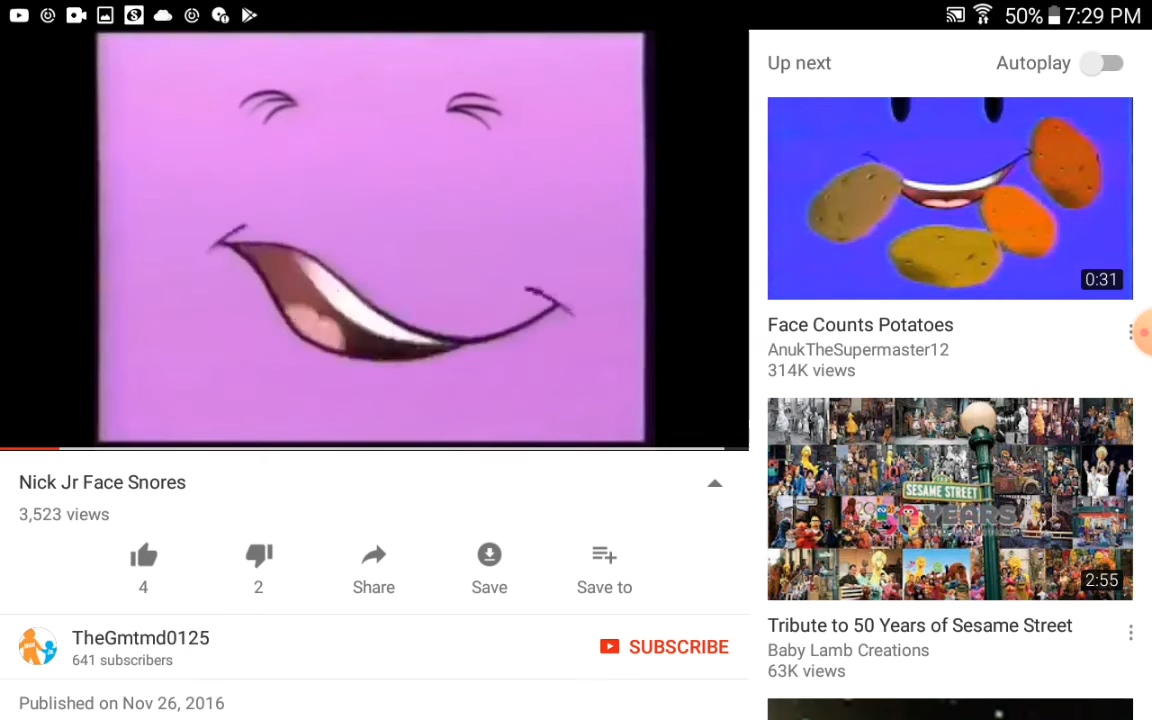 50% 7:29 PM
Up next
Autoplay
0:31
Face Counts Potatoes
AnukTheSupermaster12
314K views
SESAME STREET
50 YEARS
2:55
Tribute to 50 Years of Sesame Street
Baby Lamb Creations
63K views
Nick Jr Face Snores
3,523 views
4
2
Share
Save
Save to
TheGmtmd0125
641 subscribers
SUBSCRIBE
Published on Nov 26, 2016